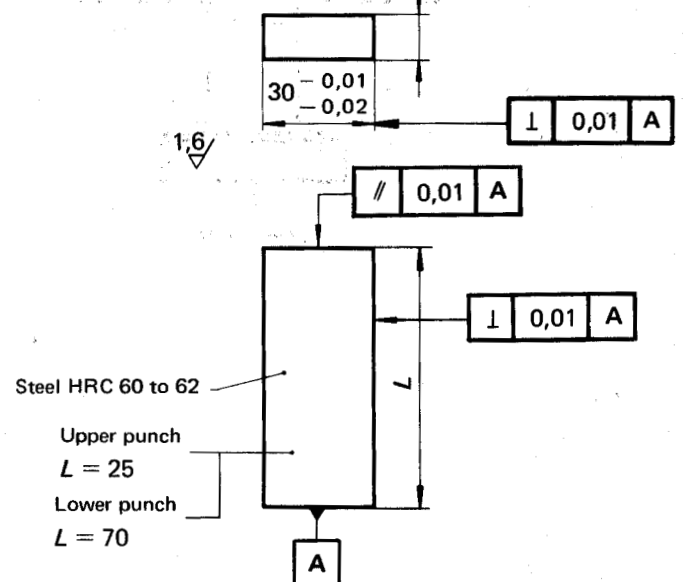 30 − 0,01
− 0,02
⊥ 0,01 A
1,6
// 0,01 A
⊥ 0,01 A
L
Steel HRC 60 to 62
Upper punch
L = 25
Lower punch
L = 70
A